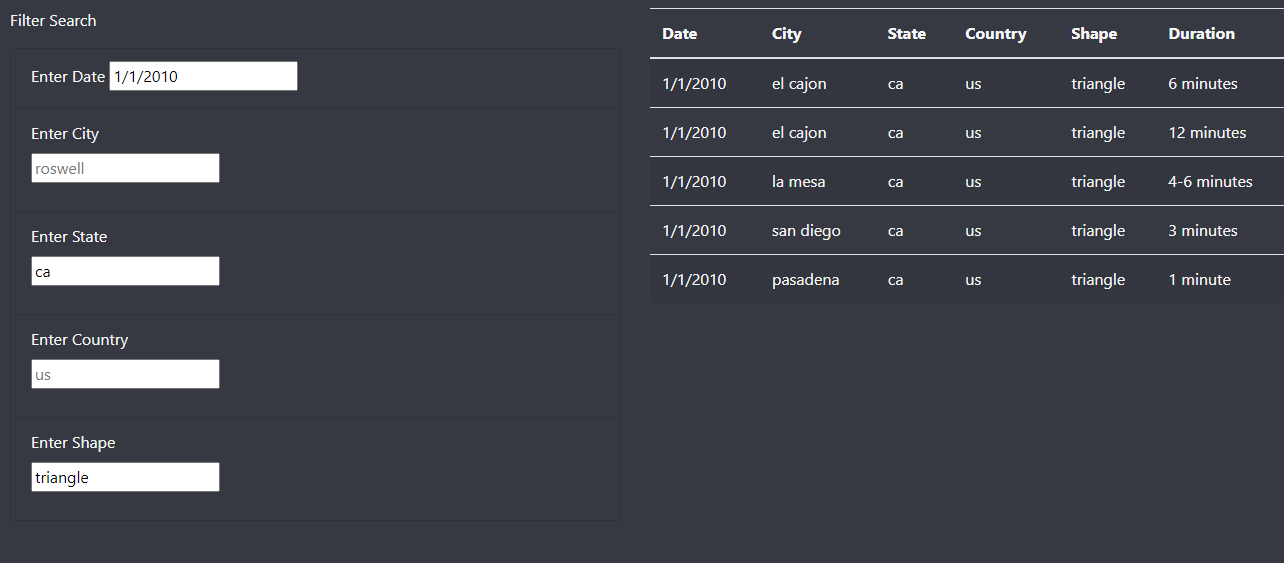 Filter Search
Enter Date 1/1/2010
Enter City
roswell
Enter State
ca
Enter Country
us
Enter Shape
triangle
Date City State Country Shape Duration
1/1/2010 el cajon ca us triangle 6 minutes
1/1/2010 el cajon ca us triangle 12 minutes
1/1/2010 la mesa ca us triangle 4-6 minutes
1/1/2010 san diego ca us triangle 3 minutes
1/1/2010 pasadena ca us triangle 1 minute